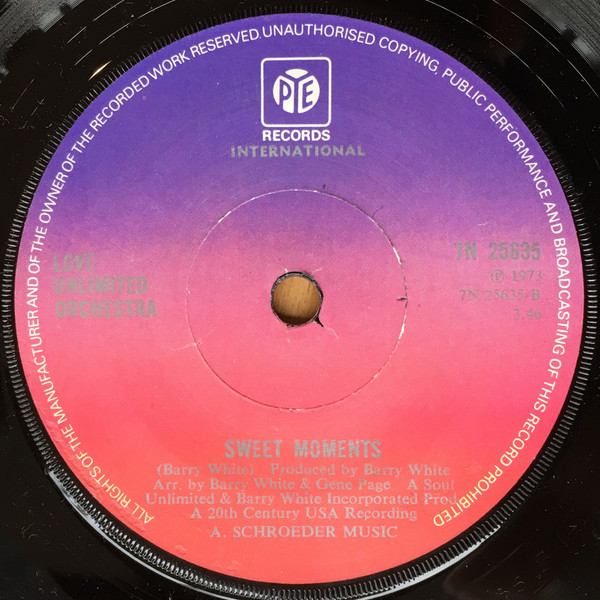 ALL RIGHTS OF THE MANUFACTURER AND OF THE OWNER OF THE RECORDED WORK RESERVED. UNAUTHORISED COPYING, PUBLIC PERFORMANCE AND BROADCASTING OF THIS RECORD PROHIBITED
PYE
RECORDS
INTERNATIONAL
LOVE
UNLIMITED
ORCHESTRA
7N 25635
℗ 1973
7N 25635-B
3.46
SWEET MOMENTS
(Barry White) Produced by Barry White
Arr. by Barry White & Gene Page A Soul
Unlimited & Barry White Incorporated Prod.
A 20th Century USA Recording
A. SCHROEDER MUSIC